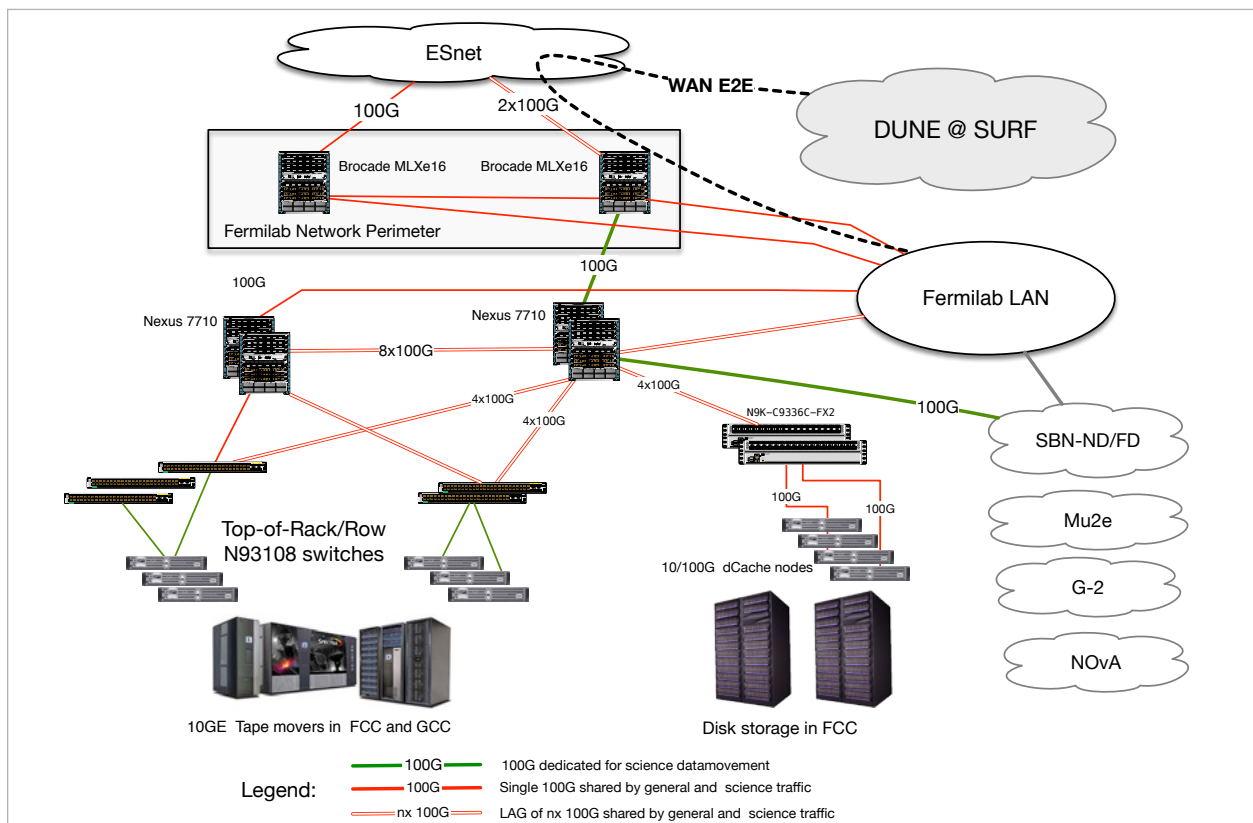 ESnet
WAN E2E
100G
2x100G
DUNE @ SURF
Brocade MLXe16
Brocade MLXe16
Fermilab Network Perimeter
100G
100G
Fermilab LAN
Nexus 7710
Nexus 7710
8x100G
4x100G
4x100G
4x100G
100G
N9K-C9336C-FX2
SBN-ND/FD
100G
100G
Top-of-Rack/Row
N93108 switches
Mu2e
10/100G dCache nodes
G-2
NOvA
10GE Tape movers in FCC and GCC
Disk storage in FCC
Legend:
100G 100G dedicated for science datamovement
100G Single 100G shared by general and science traffic
nx 100G LAG of nx 100G shared by general and science traffic